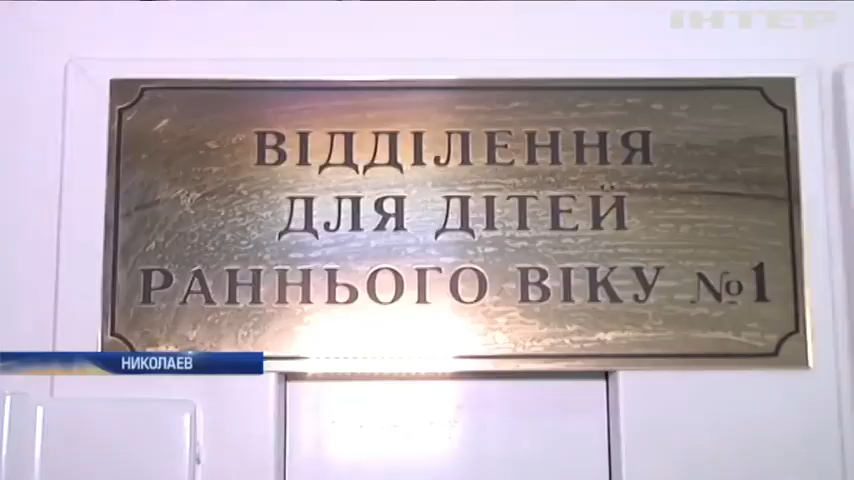 ІНТЕР
ВІДДІЛЕННЯ
ДЛЯ ДІТЕЙ
РАННЬОГО ВІКУ №1
НИКОЛАЕВ